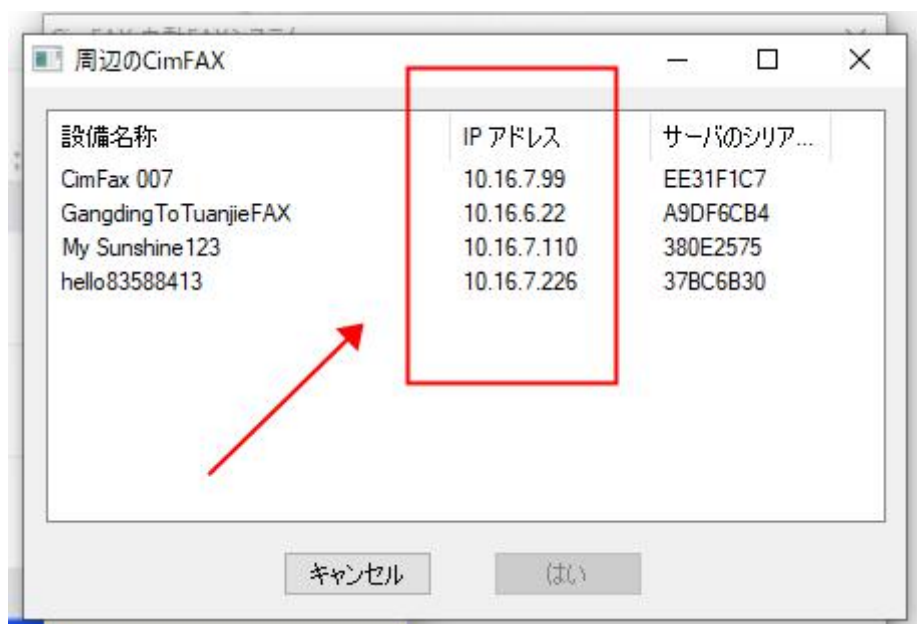 周辺のCimFAX
設備名称 IP アドレス サーバのシリア...
CimFax 007 10.16.7.99 EE31F1C7
GangdingToTuanjieFAX 10.16.6.22 A9DF6CB4
My Sunshine123 10.16.7.110 380E2575
hello83588413 10.16.7.226 37BC6B30
キャンセル はい